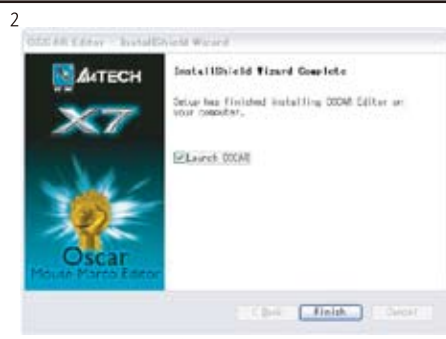 2
OSCAR Editor - InstallShield Wizard
A4TECH
X7
Oscar
Mouse Marco Editor
InstallShield Wizard Complete
Setup has finished installing OSCAR Editor on
your computer.
Launch OSCAR
< Back
Finish
Cancel